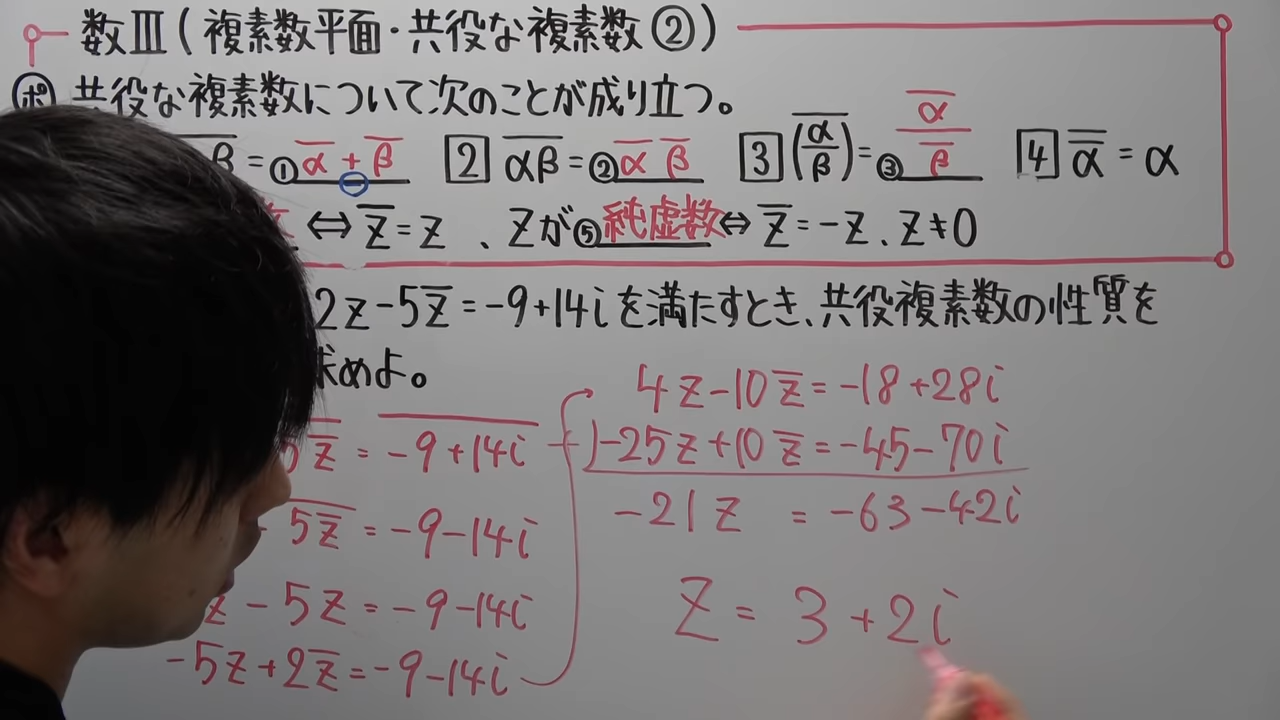 数Ⅲ(複素数平面・共役な複素数②)
ポ 共役な複素数について次のことが成り立つ。
β̅ = ① α̅ + β̅ 2 α̅β̅ = ② α̅ β̅ 3 \overline{(α/β)} = ③ α̅/β̅ 4 α̿ = α
⊖
⇔ z̅ = z 、zが⑤純虚数⇔ z̅ = -z、z≠0
2z-5z̅=-9+14iを満たすとき、共役複素数の性質を
求めよ。
5z̅ = -9+14i
5z̅ = -9-14i
z̅ - 5z = -9-14i
-5z+2z̅=-9-14i
4z-10z̅=-18+28i
+)-25z+10z̅=-45-70i
-21z = -63-42i
z = 3+2i